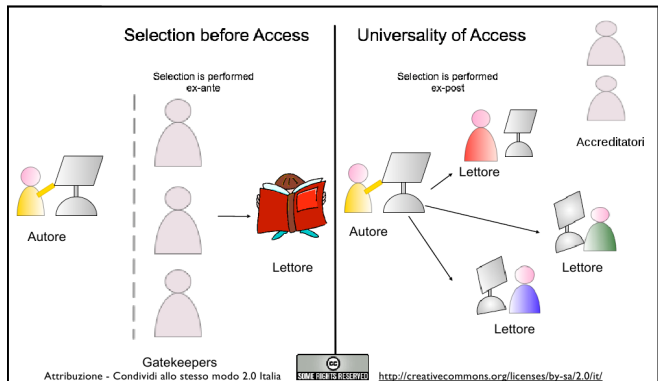 Selection before Access
Selection is performed
ex-ante
Autore
Lettore
Gatekeepers
Universality of Access
Selection is performed
ex-post
Accreditatori
Lettore
Autore
Lettore
Lettore
Attribuzione - Condividi allo stesso modo 2.0 Italia
cc
SOME RIGHTS RESERVED
http://creativecommons.org/licenses/by-sa/2.0/it/